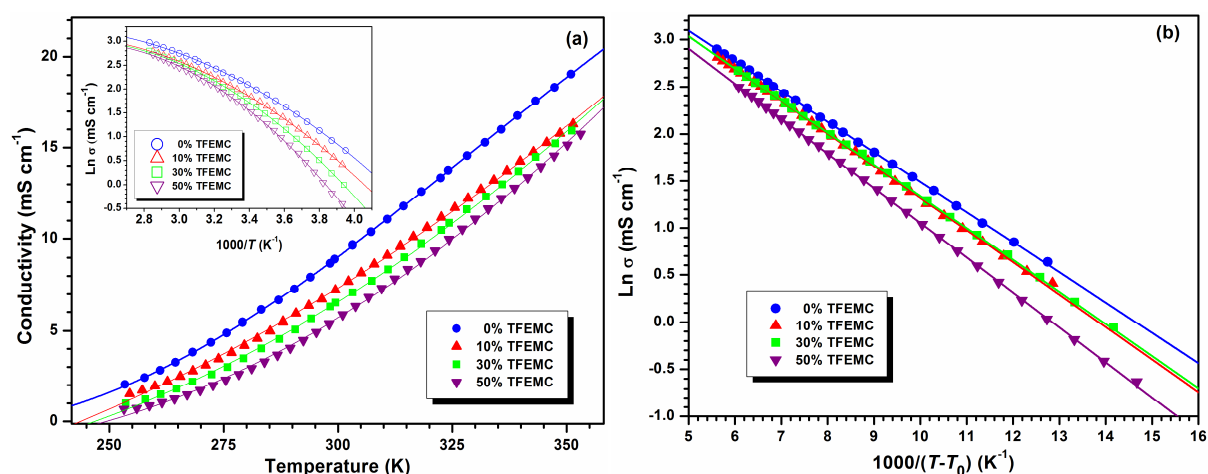 (a)
Conductivity (mS cm⁻¹)
20
15
10
5
0
250 275 300 325 350
Temperature (K)
0% TFEMC
10% TFEMC
30% TFEMC
50% TFEMC
Ln σ (mS cm⁻¹)
3.0
2.5
2.0
1.5
1.0
0.5
0.0
-0.5
2.8 3.0 3.2 3.4 3.6 3.8 4.0
1000/T (K⁻¹)
0% TFEMC
10% TFEMC
30% TFEMC
50% TFEMC
(b)
Ln σ (mS cm⁻¹)
3.0
2.5
2.0
1.5
1.0
0.5
0.0
-0.5
-1.0
5 6 7 8 9 10 11 12 13 14 15 16
1000/(T-T₀) (K⁻¹)
0% TFEMC
10% TFEMC
30% TFEMC
50% TFEMC